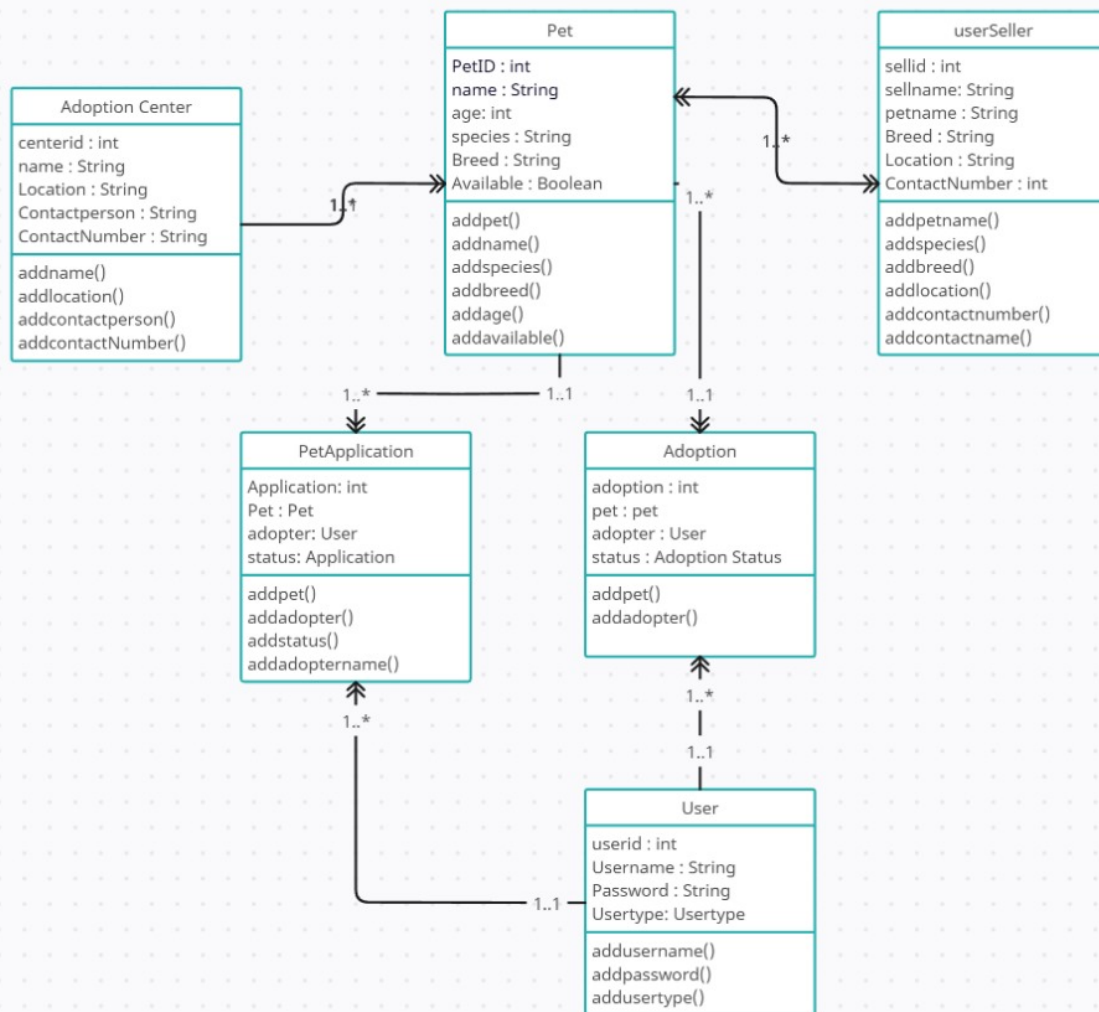 Pet
PetID : int
name : String
age: int
species : String
Breed : String
Available : Boolean
addpet()
addname()
addspecies()
addbreed()
addage()
addavailable()
userSeller
sellid : int
sellname: String
petname : String
Breed : String
Location : String
ContactNumber : int
addpetname()
addspecies()
addbreed()
addlocation()
addcontactnumber()
addcontactname()
Adoption Center
centerid : int
name : String
Location : String
Contactperson : String
ContactNumber : String
addname()
addlocation()
addcontactperson()
addcontactNumber()
1..*
1..*
1..*
1..1
1..1
PetApplication
Application: int
Pet : Pet
adopter: User
status: Application
addpet()
addadopter()
addstatus()
addadoptername()
Adoption
adoption : int
pet : pet
adopter : User
status : Adoption Status
addpet()
addadopter()
1..*
1..*
1..1
1..1
User
userid : int
Username : String
Password : String
Usertype: Usertype
addusername()
addpassword()
addusertype()